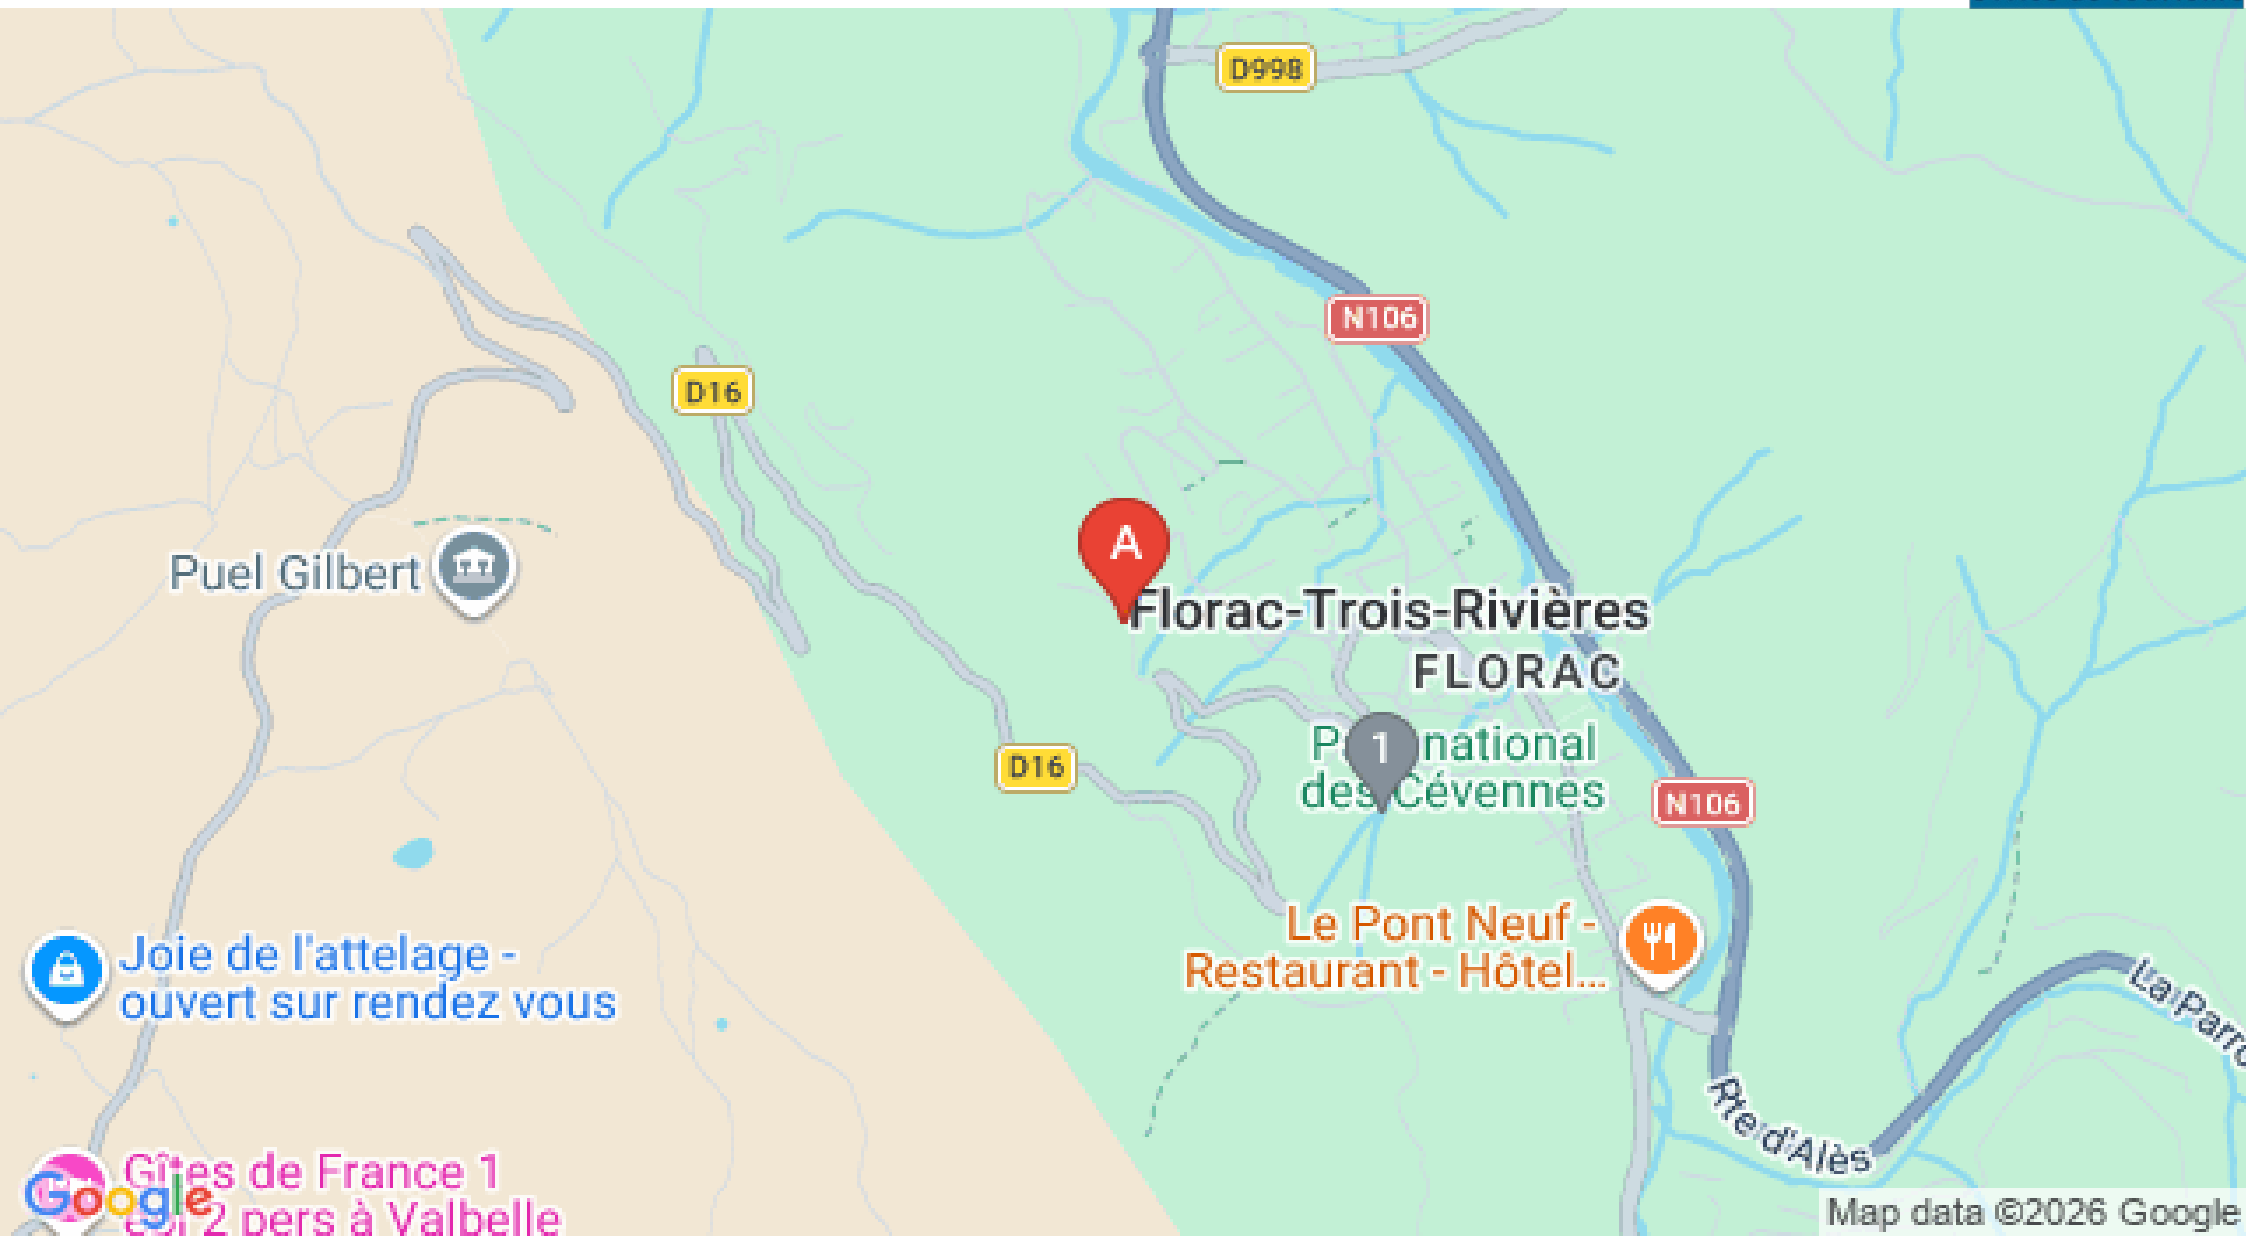 D998
N106
D16
A
Puel Gilbert
Florac-Trois-Rivières
FLORAC
1
national
des Cévennes
D16
N106
Le Pont Neuf -
Restaurant - Hôtel...
Joie de l'attelage -
ouvert sur rendez vous
La Parro
Rte d'Alès
Gîtes de France 1
2 pers à Valbelle
Google
Map data ©2026 Google